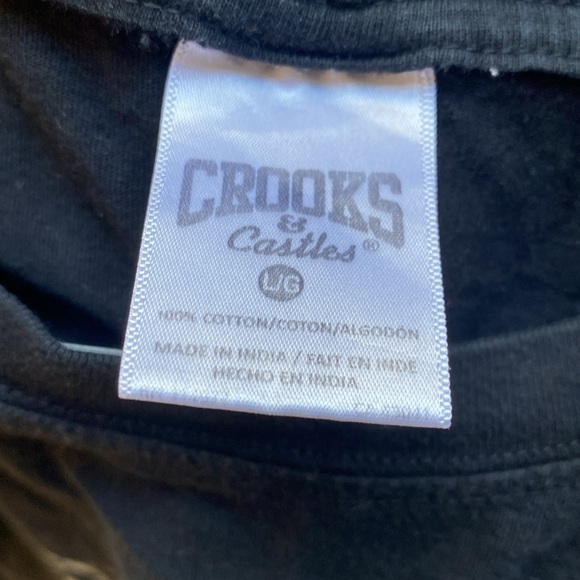 CROOKS
&
Castles®
L/G
100% COTTON/COTON/ALGODÓN
MADE IN INDIA / FAIT EN INDE
HECHO EN INDIA